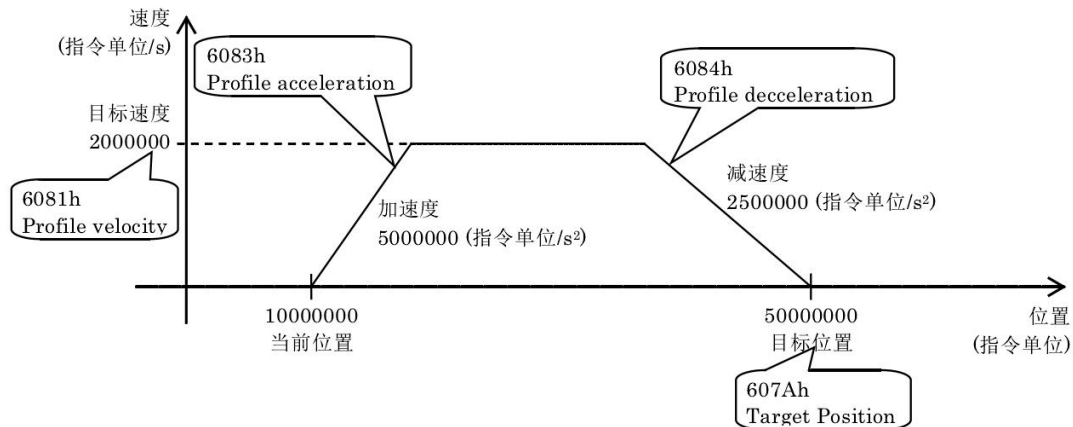 速度
(指令单位/s)
6083h
Profile acceleration
6084h
Profile decceleration
目标速度
2000000
6081h
Profile velocity
加速度
5000000 (指令单位/s²)
减速度
2500000 (指令单位/s²)
10000000
当前位置
50000000
目标位置
位置
(指令单位)
607Ah
Target Position